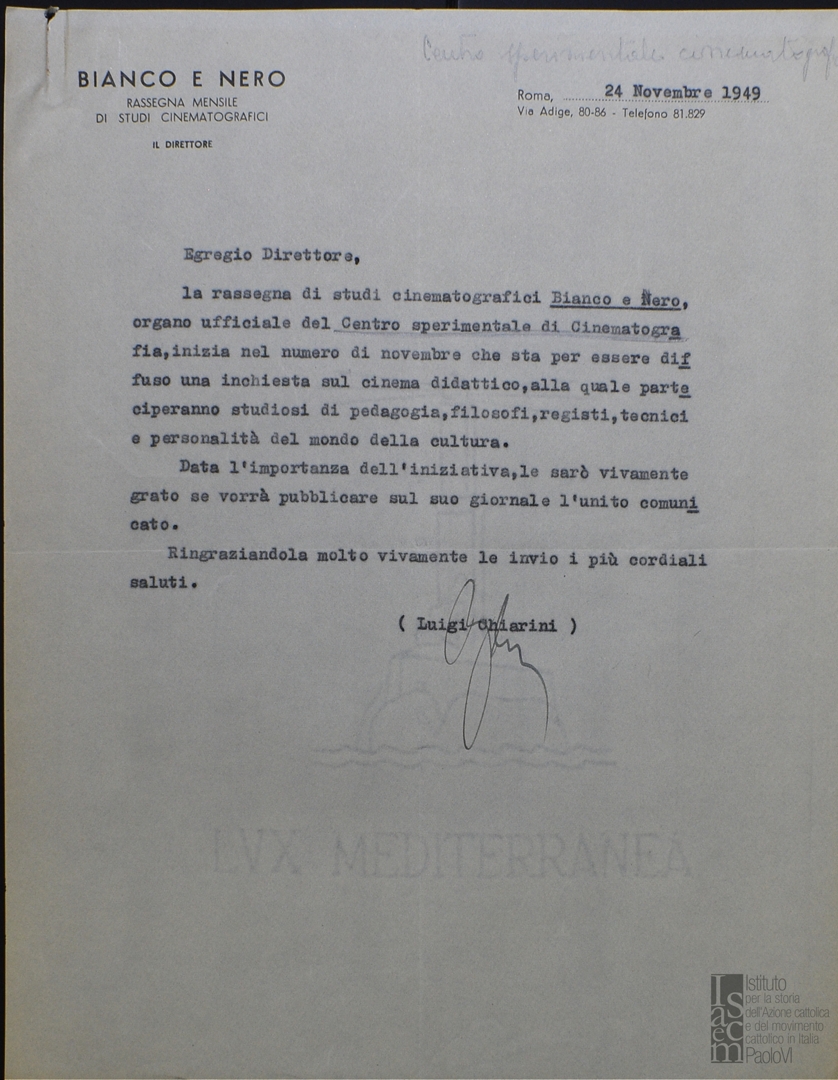 Centro sperimentale cinematograf
BIANCO E NERO
RASSEGNA MENSILE
DI STUDI CINEMATOGRAFICI
IL DIRETTORE
Roma, 24 Novembre 1949
Via Adige, 80-86 - Telefono 81.829
Egregio Direttore,
la rassegna di studi cinematografici Bianco e Nero,
organo ufficiale del Centro sperimentale di Cinematogra
fia,inizia nel numero di novembre che sta per essere dif
fuso una inchiesta sul cinema didattico,alla quale parte
ciperanno studiosi di pedagogia,filosofi,registi,tecnici
e personalità del mondo della cultura.
Data l'importanza dell'iniziativa,le sarò vivamente
grato se vorrà pubblicare sul suo giornale l'unito comuni
cato.
Ringraziandola molto vivamente le invio i più cordiali
saluti.
( Luigi Chiarini )
LVX MEDITERRANEA
Isacem
Istituto
per la storia
dell'Azione cattolica
e del movimento
cattolico in Italia
PaoloVI